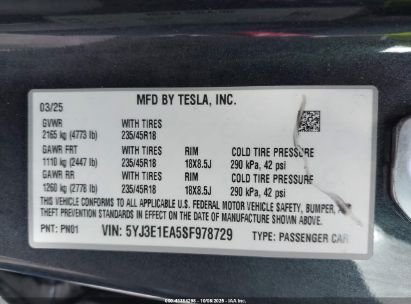 MFD BY TESLA, INC.
03/25
GVWR WITH TIRES
2165 kg (4773 lb) 235/45R18
GAWR FRT WITH TIRES RIM COLD TIRE PRESSURE
1110 kg (2447 lb) 235/45R18 18X8.5J 290 kPa, 42 psi
GAWR RR WITH TIRES RIM COLD TIRE PRESSURE
1260 kg (2778 lb) 235/45R18 18X8.5J 290 kPa, 42 psi
THIS VEHICLE CONFORMS TO ALL APPLICABLE U.S. FEDERAL MOTOR VEHICLE SAFETY, BUMPER, AND
THEFT PREVENTION STANDARDS IN EFFECT ON THE DATE OF MANUFACTURE SHOWN ABOVE.
PNT: PN01 VIN: 5YJ3E1EA5SF978729 TYPE: PASSENGER CAR